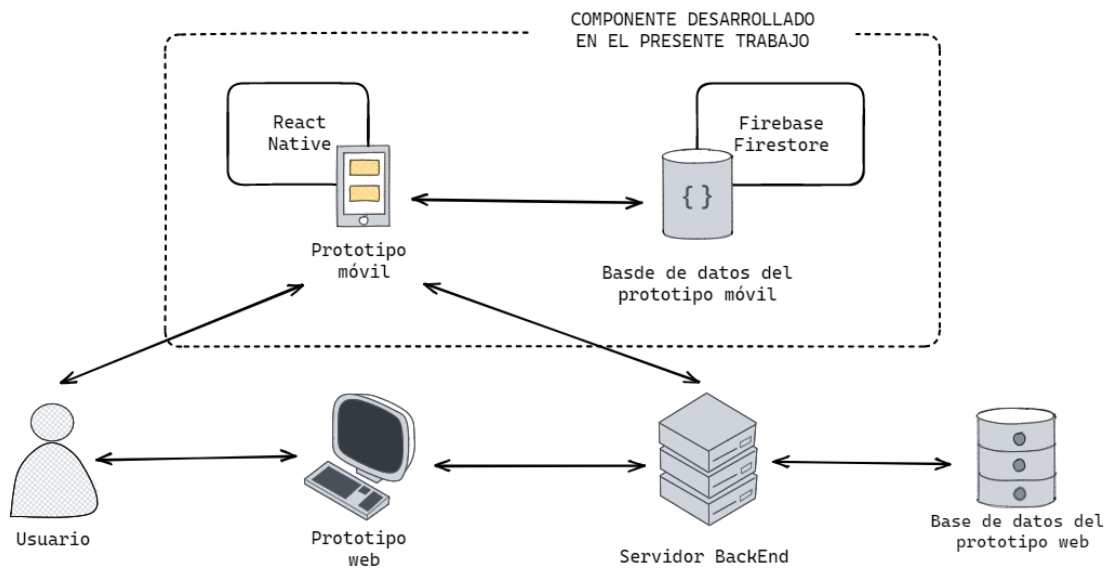 COMPONENTE DESARROLLADO
EN EL PRESENTE TRABAJO
React
Native
Firebase
Firestore
{ }
Prototipo
móvil
Basde de datos del
prototipo móvil
Usuario
Prototipo
web
Servidor BackEnd
Base de datos del
prototipo web